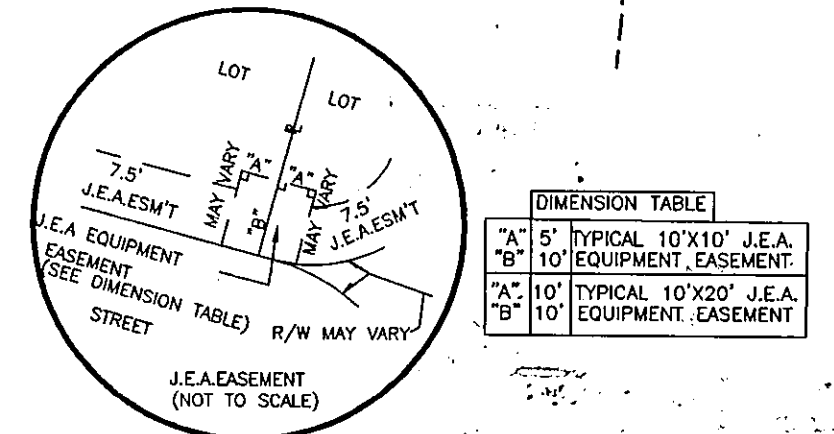 LOT
LOT
"A"
"A"
MAY VARY
MAY VARY
"B"
7.5'
J.E.A.ESM'T
7.5'
J.E.A.ESM'T
J.E.A EQUIPMENT
EASEMENT
(SEE DIMENSION TABLE)
STREET
R/W MAY VARY
J.E.A.EASEMENT
(NOT TO SCALE)
DIMENSION TABLE
"A" 5' TYPICAL 10'X10' J.E.A.
"B" 10' EQUIPMENT EASEMENT
"A" 10' TYPICAL 10'X20' J.E.A.
"B" 10' EQUIPMENT EASEMENT